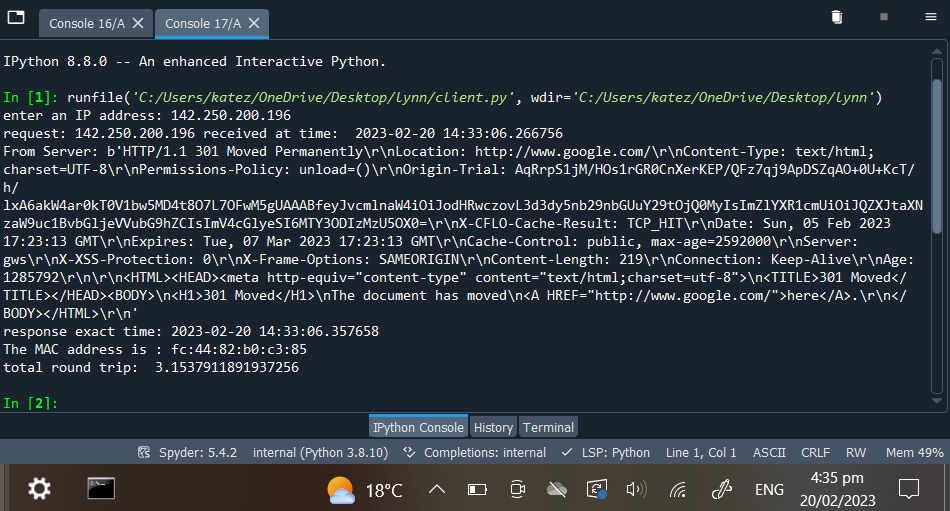 Console 16/A
Console 17/A
IPython 8.8.0 -- An enhanced Interactive Python.
In [1]: runfile('C:/Users/katez/OneDrive/Desktop/lynn/client.py', wdir='C:/Users/katez/OneDrive/Desktop/lynn')
enter an IP address: 142.250.200.196
request: 142.250.200.196 received at time:  2023-02-20 14:33:06.266756
From Server: b'HTTP/1.1 301 Moved Permanently\r\nLocation: http://www.google.com/\r\nContent-Type: text/html;
charset=UTF-8\r\nPermissions-Policy: unload=()\r\nOrigin-Trial: AqRrpS1jM/HOs1rGR0CnXerKEP/QFz7qj9ApDSZqAO+0U+KcT/
h/
lxA6akW4ar0kT0V1bw5MD4t8O7L7OFwM5gUAAABfeyJvcmlnaW4iOiJodHRwczovL3d3dy5nb29nbGUuY29tOjQ0MyIsImZlYXR1cmUiOiJQZXJtaXN
zaW9uc1BvbGljeVVubG9hZCIsImV4cGlyeSI6MTY3ODIzMzU5OX0=\r\nX-CFLO-Cache-Result: TCP_HIT\r\nDate: Sun, 05 Feb 2023
17:23:13 GMT\r\nExpires: Tue, 07 Mar 2023 17:23:13 GMT\r\nCache-Control: public, max-age=2592000\r\nServer:
gws\r\nX-XSS-Protection: 0\r\nX-Frame-Options: SAMEORIGIN\r\nContent-Length: 219\r\nConnection: Keep-Alive\r\nAge:
1285792\r\n\r\n<HTML><HEAD><meta http-equiv="content-type" content="text/html;charset=utf-8">\n<TITLE>301 Moved</
TITLE></HEAD><BODY>\n<H1>301 Moved</H1>\nThe document has moved\n<A HREF="http://www.google.com/">here</A>.\r\n</
BODY></HTML>\r\n'
response exact time: 2023-02-20 14:33:06.357658
The MAC address is : fc:44:82:b0:c3:85
total round trip:  3.1537911891937256
In [2]:
IPython Console
History
Terminal
Spyder: 5.4.2
internal (Python 3.8.10)
Completions: internal
LSP: Python
Line 1, Col 1
ASCII
CRLF
RW
Mem 49%
18°C
ENG
4:35 pm
20/02/2023